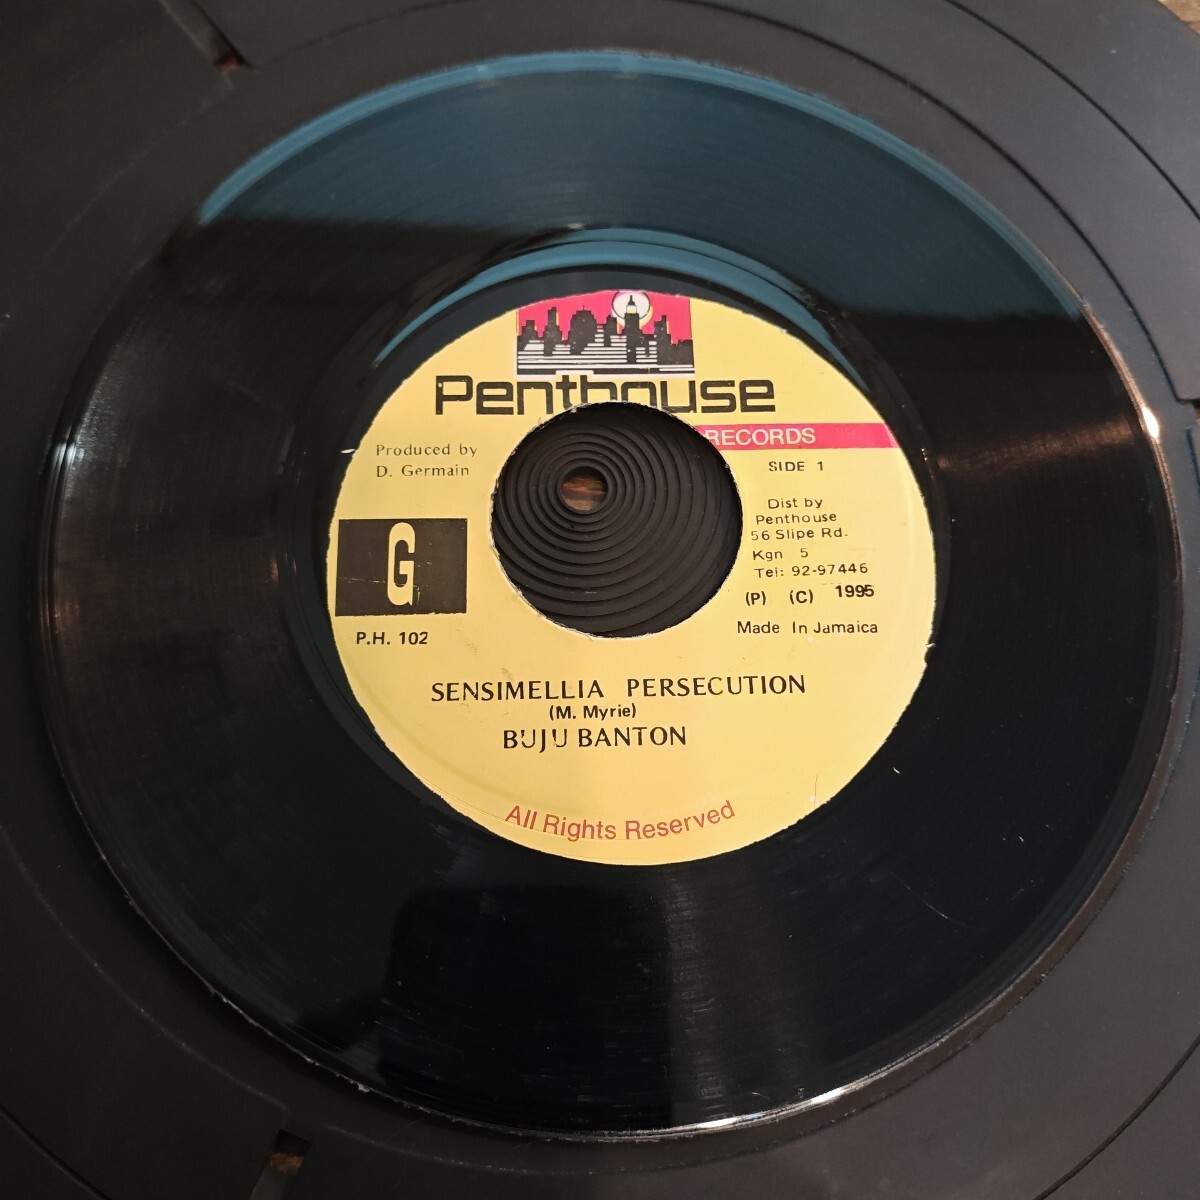 Penthouse
RECORDS
Produced by
D. Germain
SIDE 1
Dist by
Penthouse
56 Slipe Rd.
Kgn 5
Tel: 92-97446
(P) (C) 1995
Made In Jamaica
G
P.H. 102
SENSIMELLIA PERSECUTION
(M. Myrie)
BUJU BANTON
All Rights Reserved